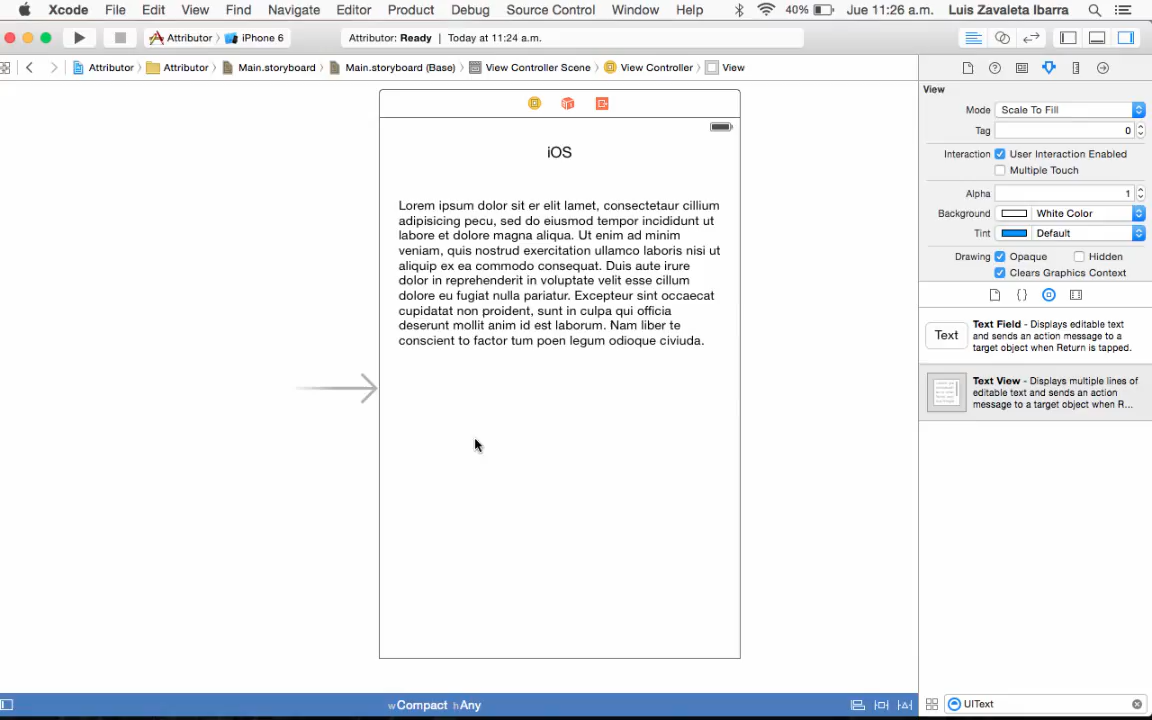 Xcode File Edit View Find Navigate Editor Product Debug Source Control Window Help 40% Jue 11:26 a.m. Luis Zavaleta Ibarra
Attributor 〉 iPhone 6
Attributor: Ready | Today at 11:24 a.m.
Attributor 〉 Attributor 〉 Main.storyboard 〉 Main.storyboard (Base) 〉 View Controller Scene 〉 View Controller 〉 View
iOS
Lorem ipsum dolor sit er elit lamet, consectetaur cillium
adipisicing pecu, sed do eiusmod tempor incididunt ut
labore et dolore magna aliqua. Ut enim ad minim
veniam, quis nostrud exercitation ullamco laboris nisi ut
aliquip ex ea commodo consequat. Duis aute irure
dolor in reprehenderit in voluptate velit esse cillum
dolore eu fugiat nulla pariatur. Excepteur sint occaecat
cupidatat non proident, sunt in culpa qui officia
deserunt mollit anim id est laborum. Nam liber te
conscient to factor tum poen legum odioque civiuda.
View
Mode Scale To Fill
Tag 0
Interaction User Interaction Enabled
Multiple Touch
Alpha 1
Background White Color
Tint Default
Drawing Opaque Hidden
Clears Graphics Context
{ }
Text
Text Field - Displays editable text
and sends an action message to a
target object when Return is tapped.
Text View - Displays multiple lines of
editable text and sends an action
message to a target object when R...
wCompact hAny
UIText